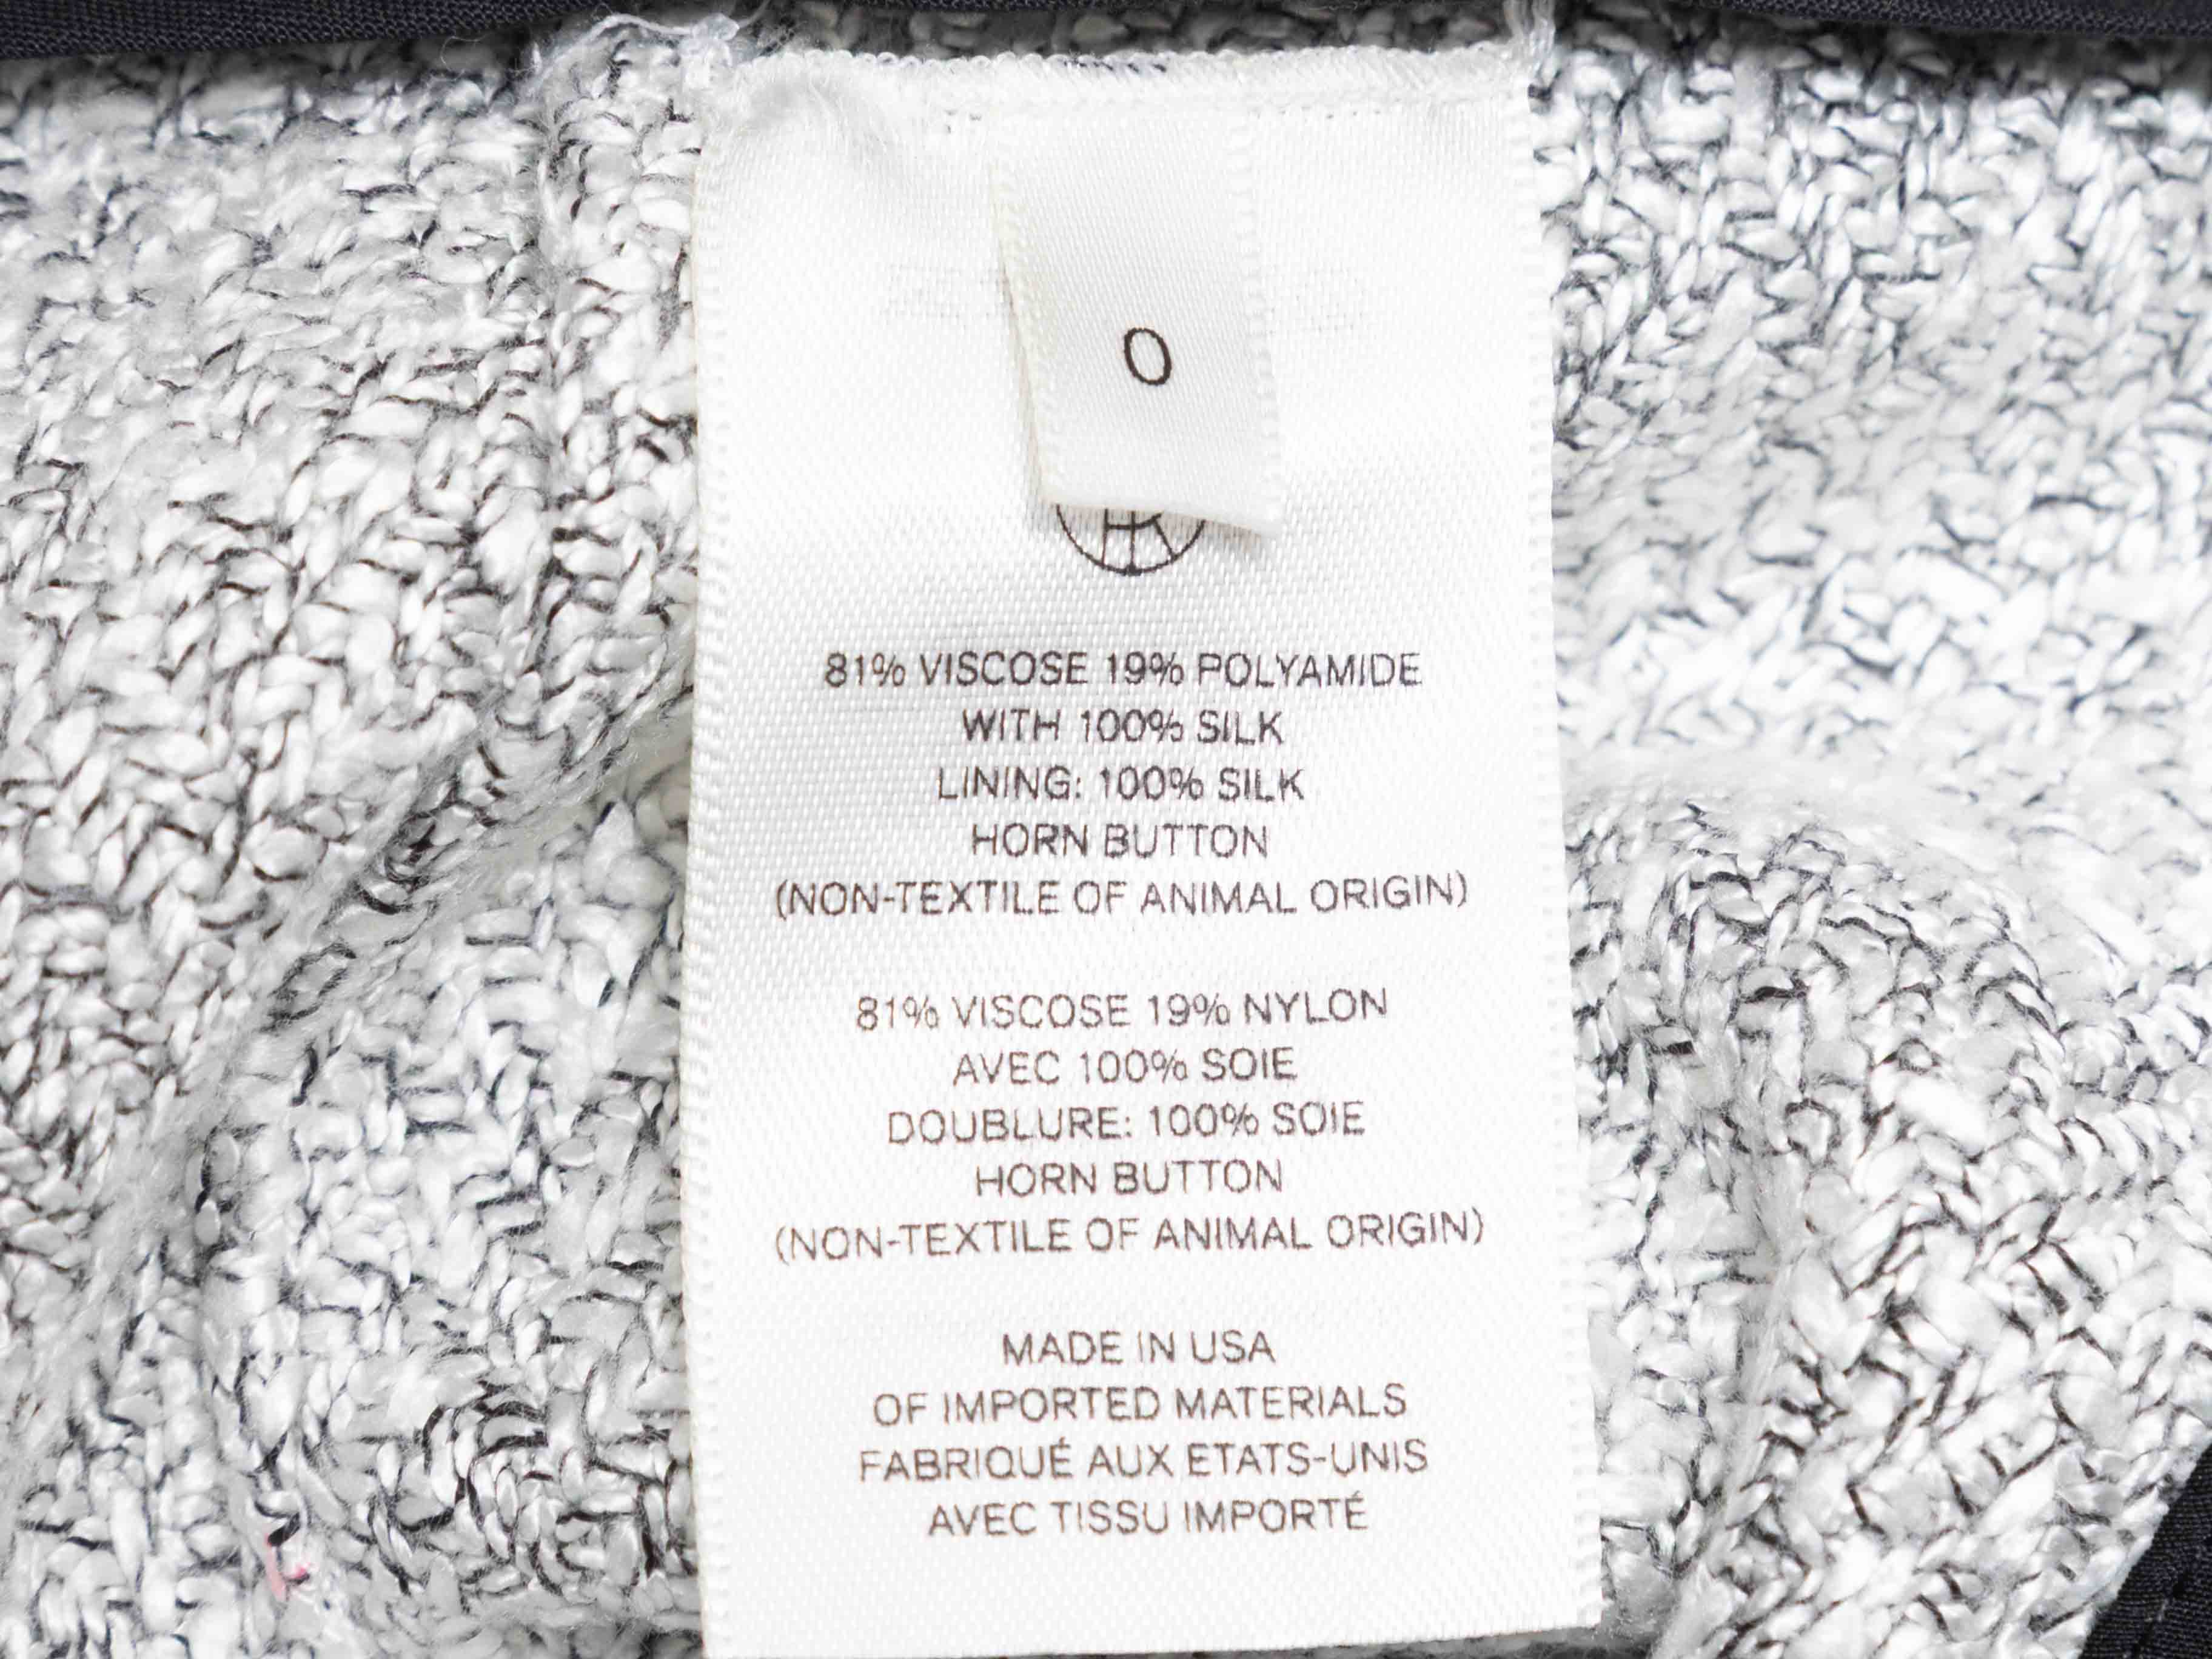 0
81% VISCOSE 19% POLYAMIDE
WITH 100% SILK
LINING: 100% SILK
HORN BUTTON
(NON-TEXTILE OF ANIMAL ORIGIN)
81% VISCOSE 19% NYLON
AVEC 100% SOIE
DOUBLURE: 100% SOIE
HORN BUTTON
(NON-TEXTILE OF ANIMAL ORIGIN)
MADE IN USA
OF IMPORTED MATERIALS
FABRIQUÉ AUX ETATS-UNIS
AVEC TISSU IMPORTÉ